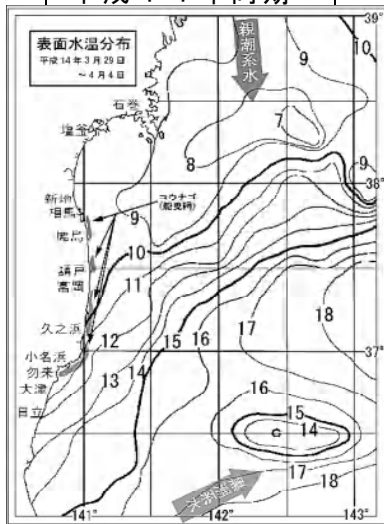 表面水温分布
平成14年3月29日
～4月4日
親潮系水
39°
9
10
石巻
塩釜
7
8
9
38°
新地
相馬
コウナゴ
鹿島
9
10
請戸
富岡
11
17
18
久之浜
12
15
16
37°
小名浜
勿来
13
14
大津
日立
16
15
14
17
18
141°
142°
143°